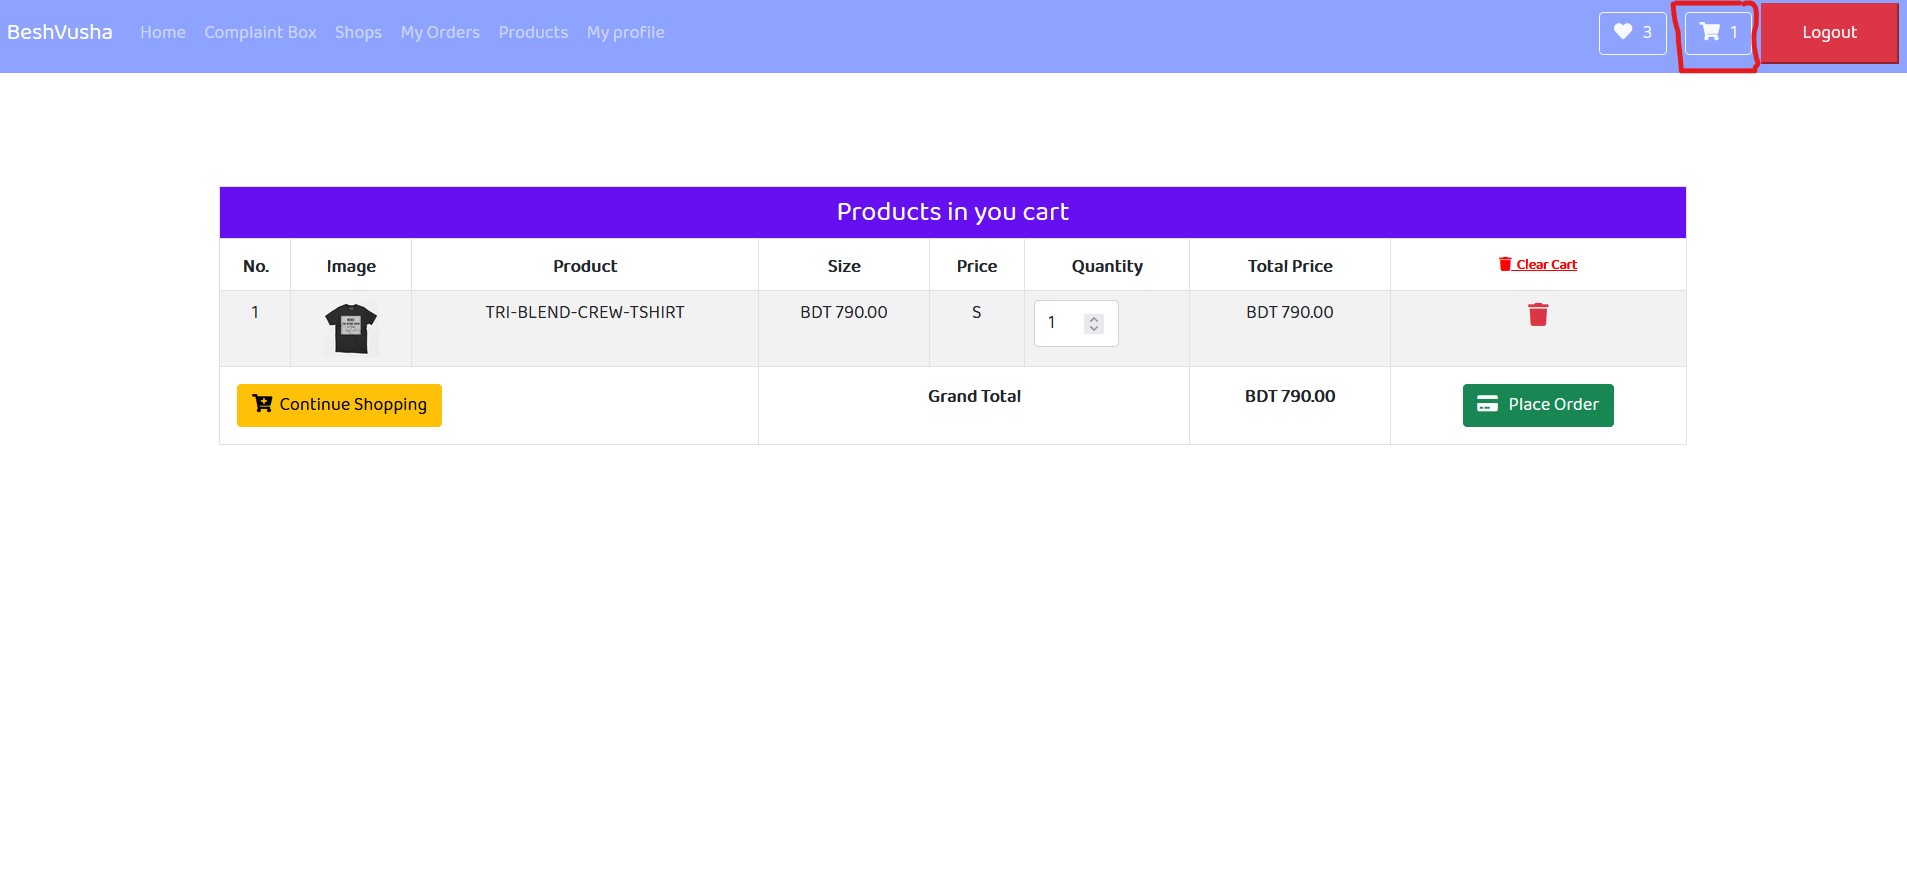 BeshVusha Home Complaint Box Shops My Orders Products My profile 3 1 Logout
Products in you cart
No. Image Product Size Price Quantity Total Price Clear Cart
1 TRI-BLEND-CREW-TSHIRT BDT 790.00 S 1 BDT 790.00
Continue Shopping Grand Total BDT 790.00 Place Order